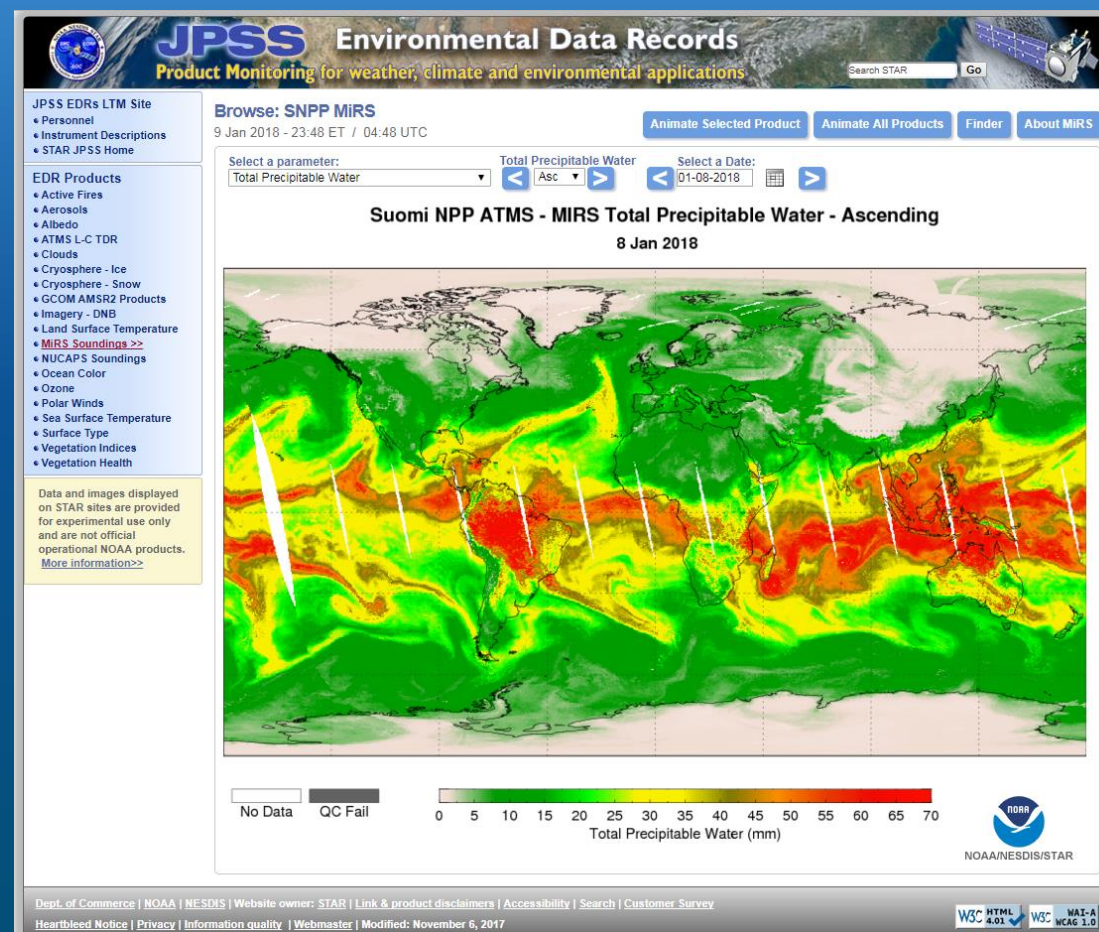 JPSS Environmental Data Records
Product Monitoring for weather, climate and environmental applications
Search STAR Go
JPSS EDRs LTM Site
Personnel
Instrument Descriptions
STAR JPSS Home
EDR Products
Active Fires
Aerosols
Albedo
ATMS L-C TDR
Clouds
Cryosphere - Ice
Cryosphere - Snow
GCOM AMSR2 Products
Imagery - DNB
Land Surface Temperature
MiRS Soundings >>
NUCAPS Soundings
Ocean Color
Ozone
Polar Winds
Sea Surface Temperature
Surface Type
Vegetation Indices
Vegetation Health
Data and images displayed
on STAR sites are provided
for experimental use only
and are not official
operational NOAA products.
More information>>
Browse: SNPP MiRS
9 Jan 2018 - 23:48 ET / 04:48 UTC
Animate Selected Product Animate All Products Finder About MiRS
Select a parameter: Total Precipitable Water Select a Date:
Total Precipitable Water < Asc > < 01-08-2018 >
Suomi NPP ATMS - MIRS Total Precipitable Water - Ascending
8 Jan 2018
No Data QC Fail
0 5 10 15 20 25 30 35 40 45 50 55 60 65 70
Total Precipitable Water (mm)
NOAA
NOAA/NESDIS/STAR
Dept. of Commerce | NOAA | NESDIS | Website owner: STAR | Link & product disclaimers | Accessibility | Search | Customer Survey
Heartbleed Notice | Privacy | Information quality | Webmaster | Modified: November 6, 2017
W3C HTML 4.01 W3C WAI-A WCAG 1.0